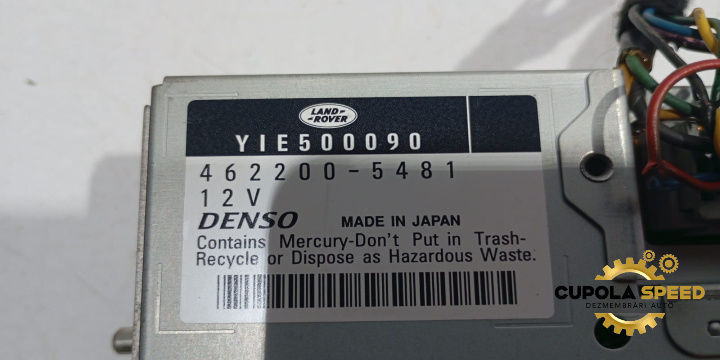 LAND-
ROVER
YIE500090
462200-5481
12V
DENSO MADE IN JAPAN
Contains Mercury-Don't Put in Trash-
Recycle or Dispose as Hazardous Waste.
CUPOLA SPEED
DEZMEMBRĂRI AUTO